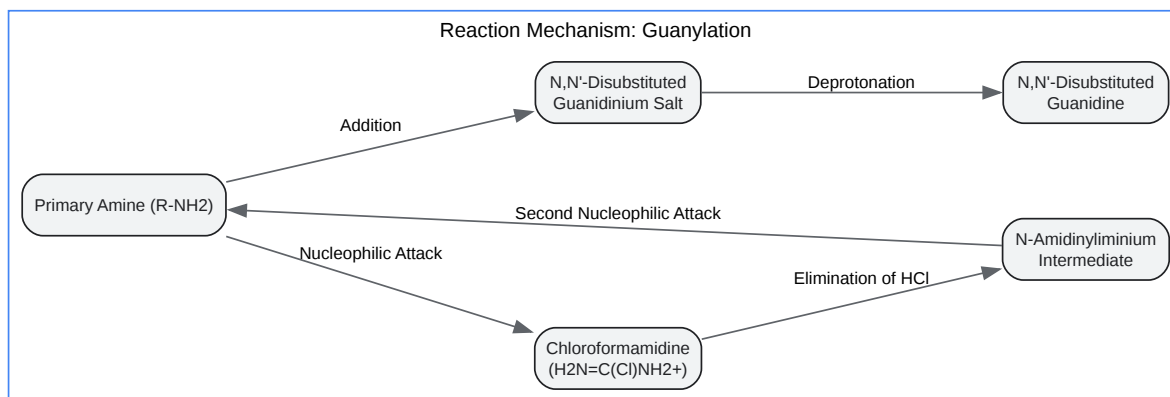 Reaction Mechanism: Guanylation
N,N'-Disubstituted
Guanidinium Salt
Deprotonation
N,N'-Disubstituted
Guanidine
Addition
Primary Amine (R-NH2)
Second Nucleophilic Attack
N-Amidinyliminium
Intermediate
Nucleophilic Attack
Elimination of HCl
Chloroformamidine
(H2N=C(Cl)NH2+)